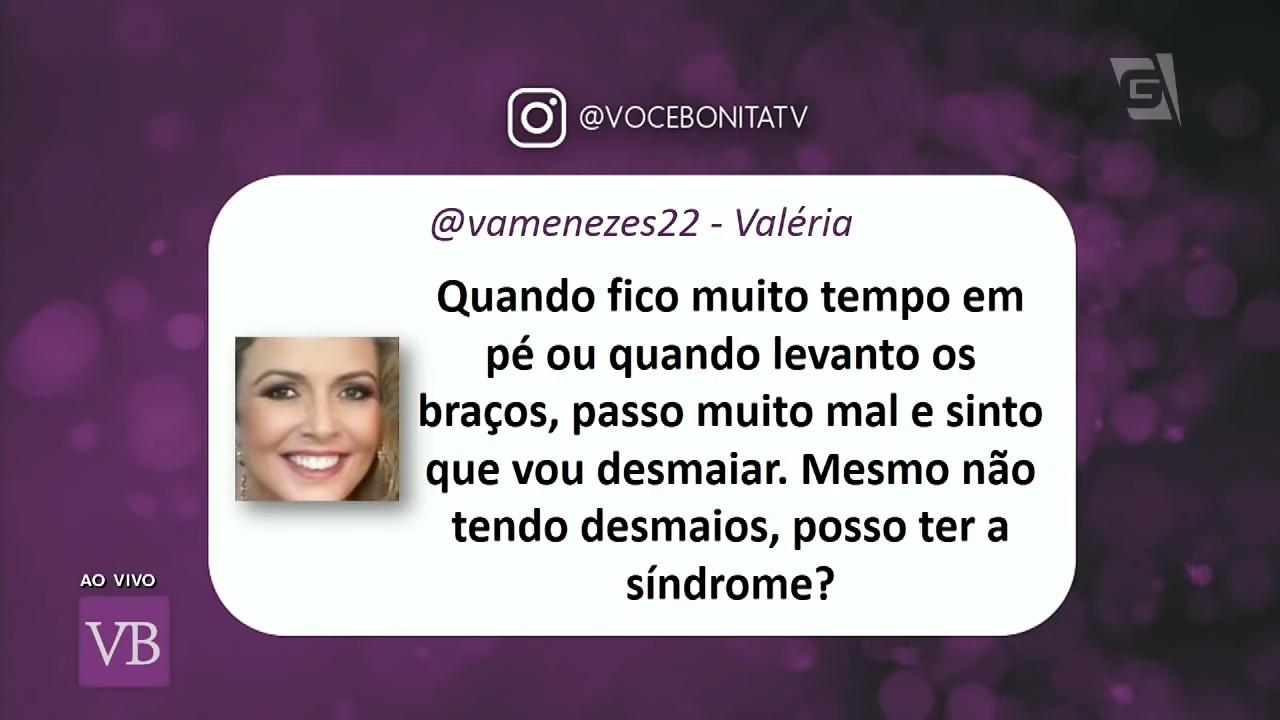 @VOCEBONITATV
@vamenezes22 - Valéria
Quando fico muito tempo em
pé ou quando levanto os
braços, passo muito mal e sinto
que vou desmaiar. Mesmo não
tendo desmaios, posso ter a
síndrome?
AO VIVO
VB